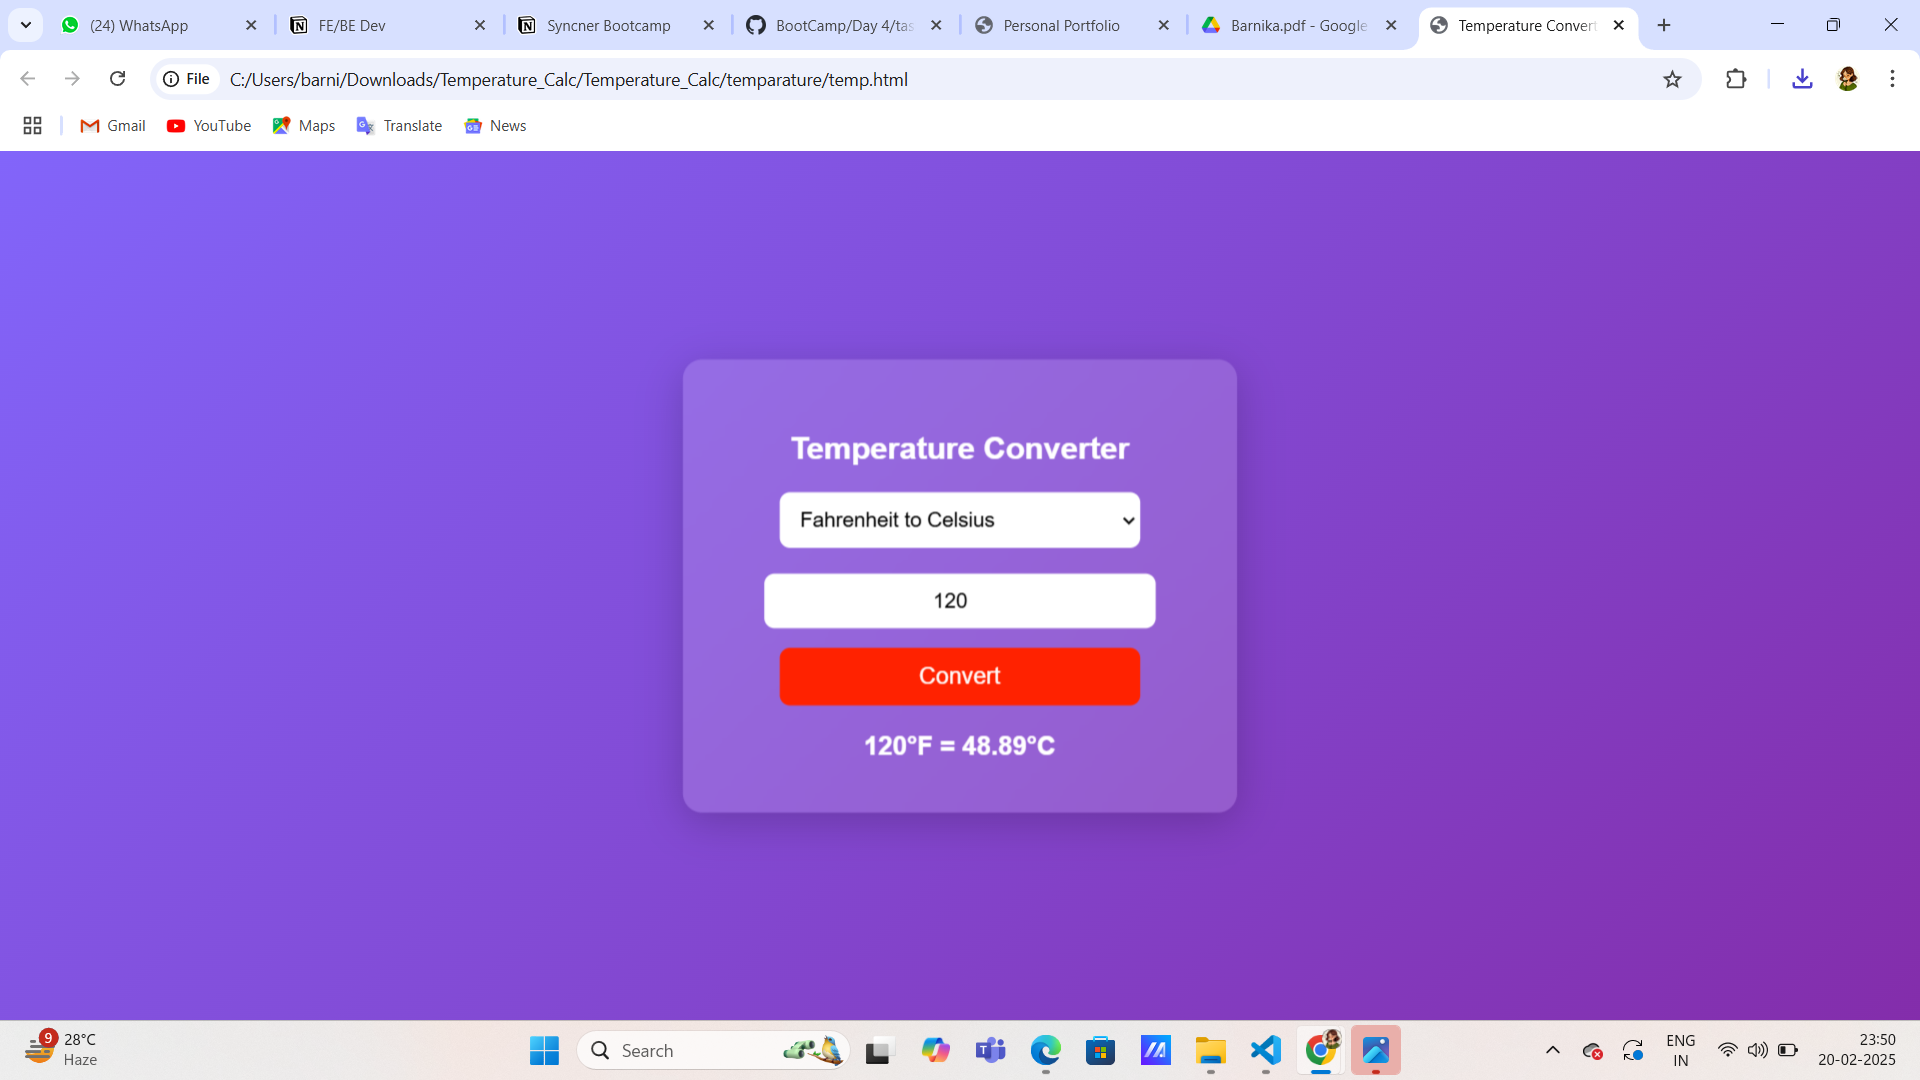 (24) WhatsApp
FE/BE Dev
Syncner Bootcamp
BootCamp/Day 4/tas
Personal Portfolio
Barnika.pdf - Google
Temperature Convert
File
C:/Users/barni/Downloads/Temperature_Calc/Temperature_Calc/temparature/temp.html
Gmail
YouTube
Maps
Translate
News
Temperature Converter
Fahrenheit to Celsius
120
Convert
120°F = 48.89°C
9
28°C
Haze
Search
ENG
IN
23:50
20-02-2025